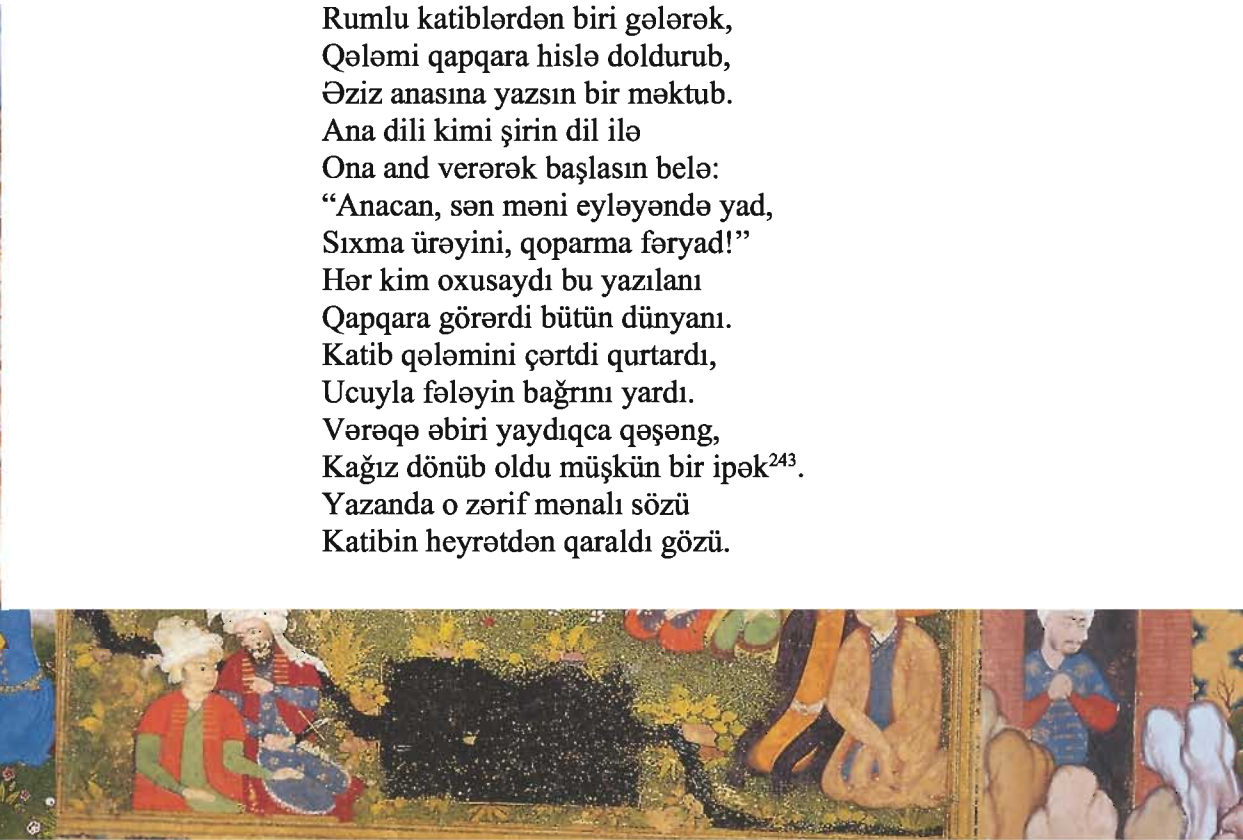 Rumlu katiblərdən biri gələrək,
Qələmi qapqara hislə doldurub,
Əziz anasına yazsın bir məktub.
Ana dili kimi şirin dil ilə
Ona and verərək başlasın belə:
“Anacan, sən məni eyləyəndə yad,
Sıxma ürəyini, qoparma fəryad!”
Hər kim oxusaydı bu yazılanı
Qapqara görərdi bütün dünyanı.
Katib qələmini çərtdi qurtardı,
Ucuyla fələyin bağrını yardı.
Vərəqə əbiri yaydıqca qəşəng,
Kağız dönüb oldu müşkün bir ipək²⁴³.
Yazanda o zərif mənalı sözü
Katibin heyrətdən qaraldı gözü.